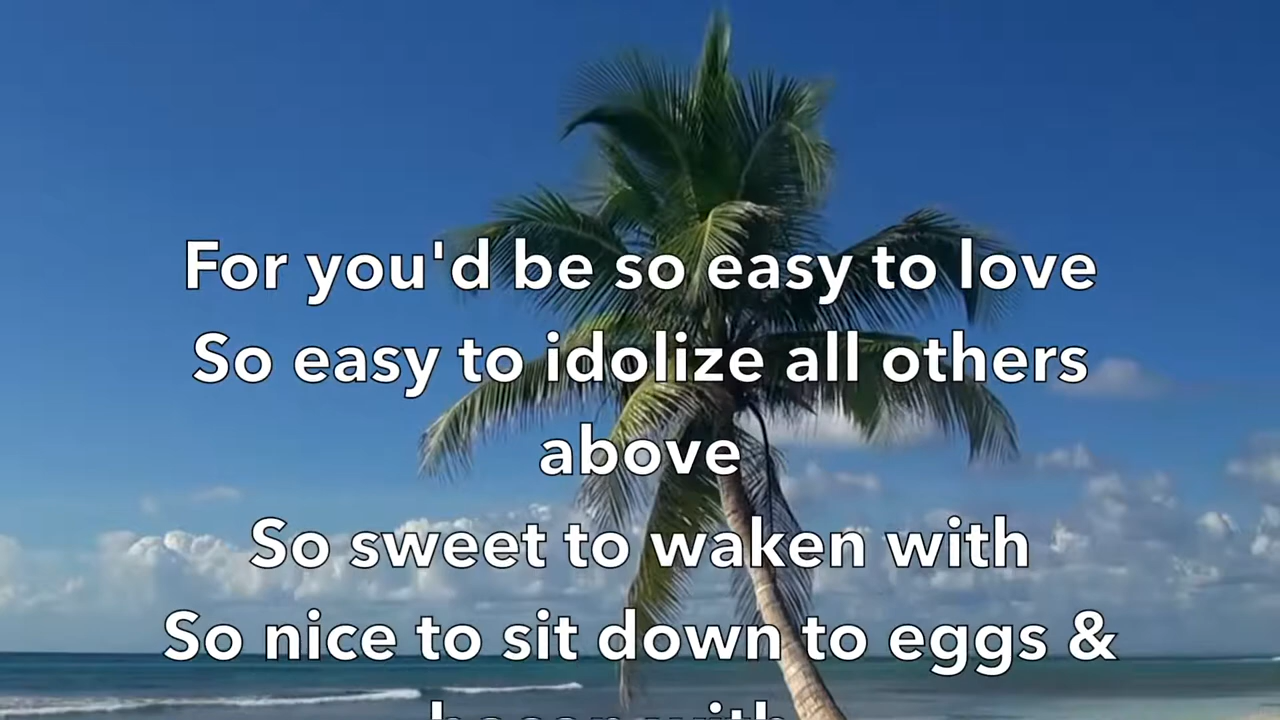 For you'd be so easy to love
So easy to idolize all others
above
So sweet to waken with
So nice to sit down to eggs &